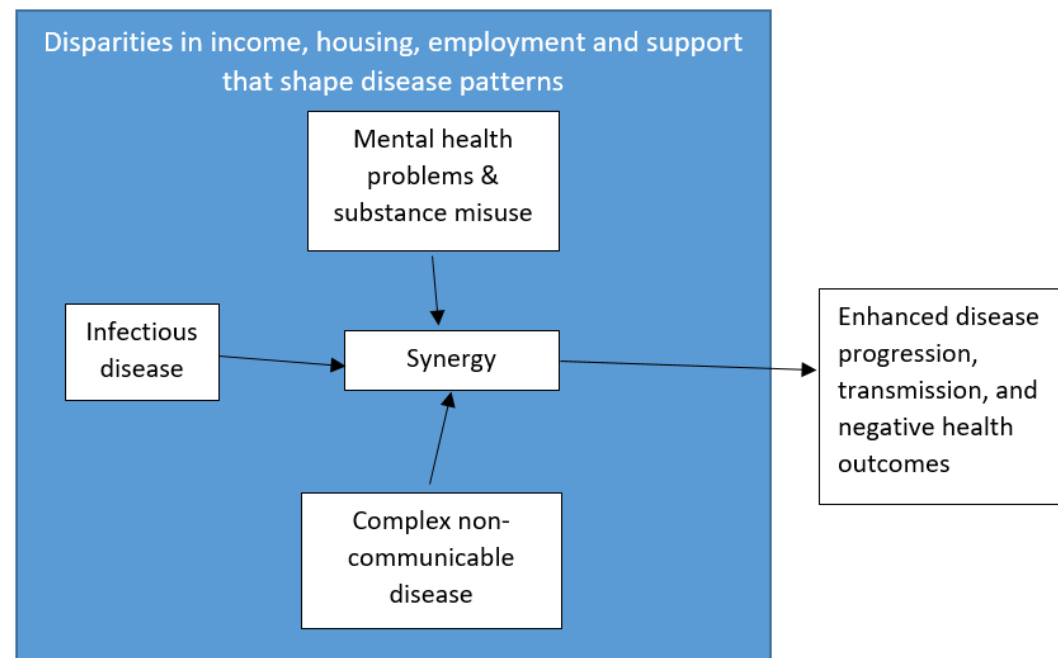 Disparities in income, housing, employment and support
that shape disease patterns
Mental health
problems &
substance misuse
Infectious
disease
Synergy
Complex non-
communicable
disease
Enhanced disease
progression,
transmission, and
negative health
outcomes